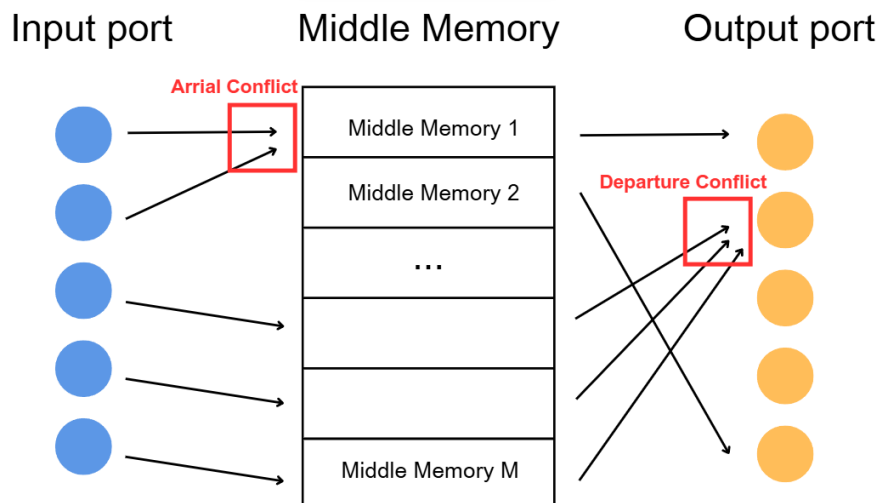 Input port
Middle Memory
Output port
Arrial Conflict
Middle Memory 1
Departure Conflict
Middle Memory 2
...
Middle Memory M